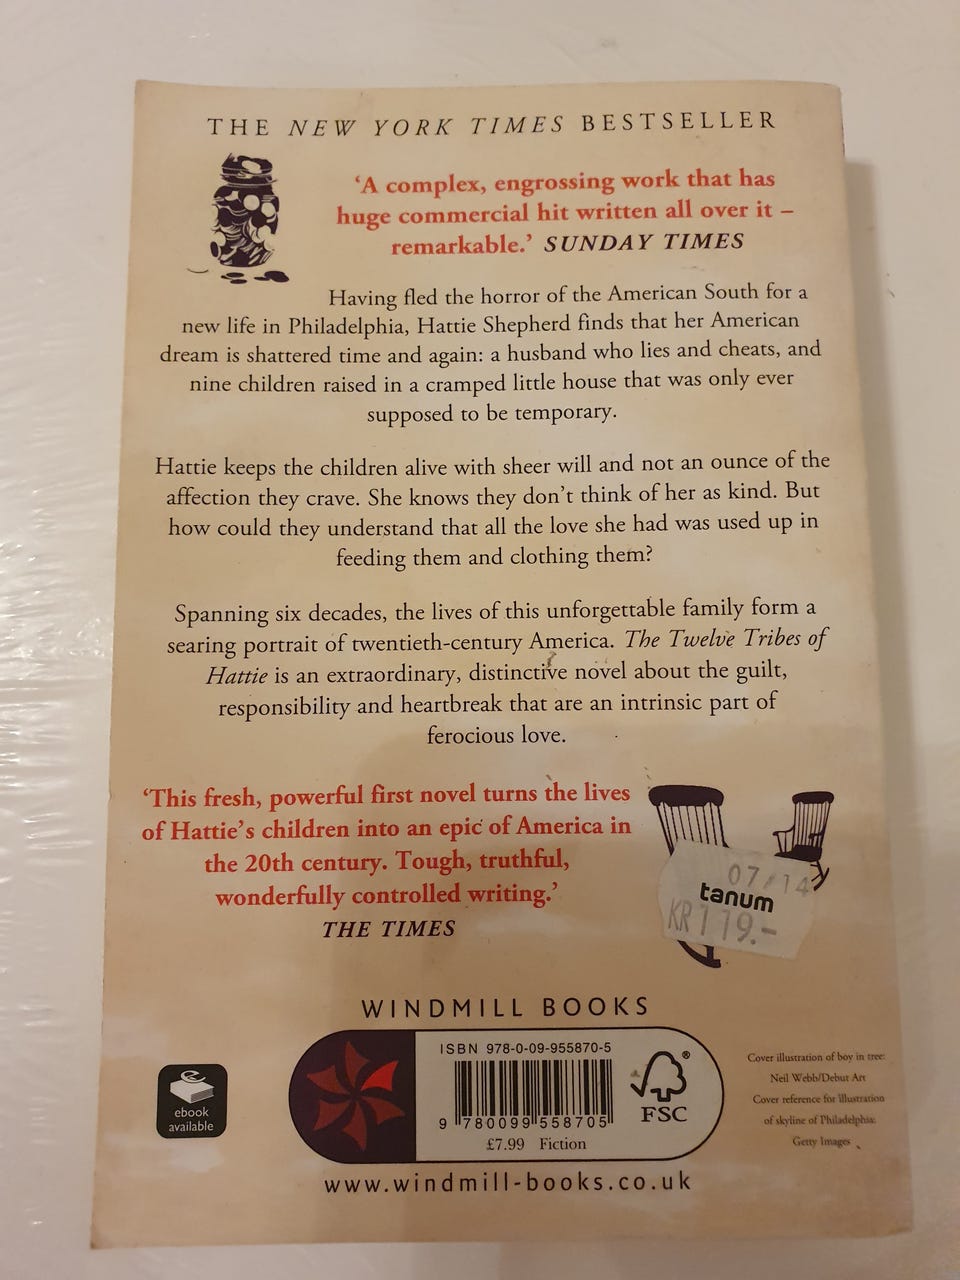 THE NEW YORK TIMES BESTSELLER
‘A complex, engrossing work that has
huge commercial hit written all over it –
remarkable.’ SUNDAY TIMES
Having fled the horror of the American South for a
new life in Philadelphia, Hattie Shepherd finds that her American
dream is shattered time and again: a husband who lies and cheats, and
nine children raised in a cramped little house that was only ever
supposed to be temporary.
Hattie keeps the children alive with sheer will and not an ounce of the
affection they crave. She knows they don’t think of her as kind. But
how could they understand that all the love she had was used up in
feeding them and clothing them?
Spanning six decades, the lives of this unforgettable family form a
searing portrait of twentieth-century America. The Twelve Tribes of
Hattie is an extraordinary, distinctive novel about the guilt,
responsibility and heartbreak that are an intrinsic part of
ferocious love.
‘This fresh, powerful first novel turns the lives
of Hattie’s children into an epic of America in
the 20th century. Tough, truthful,
wonderfully controlled writing.’
THE TIMES
07/14
tanum
KR 119.-
WINDMILL BOOKS
ISBN 978-0-09-955870-5
9 780099 558705
£7.99 Fiction
FSC
®
ebook
available
Cover illustration of boy in tree:
Neil Webb/Debut Art
Cover reference for illustration
of skyline of Philadelphia:
Getty Images
www.windmill-books.co.uk